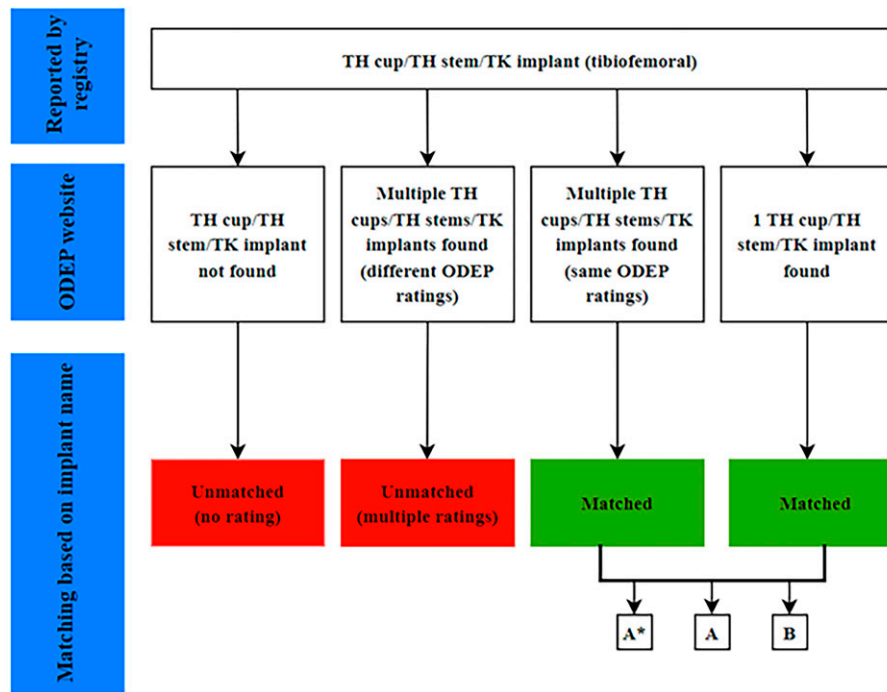 Reported by
registry
TH cup/TH stem/TK implant (tibiofemoral)
ODEP website
TH cup/TH
stem/TK implant
not found
Multiple TH
cups/TH stems/TK
implants found
(different ODEP
ratings)
Multiple TH
cups/TH stems/TK
implants found
(same ODEP
ratings)
1 TH cup/TH
stem/TK implant
found
Matching based on implant name
Unmatched
(no rating)
Unmatched
(multiple ratings)
Matched
Matched
A*
A
B